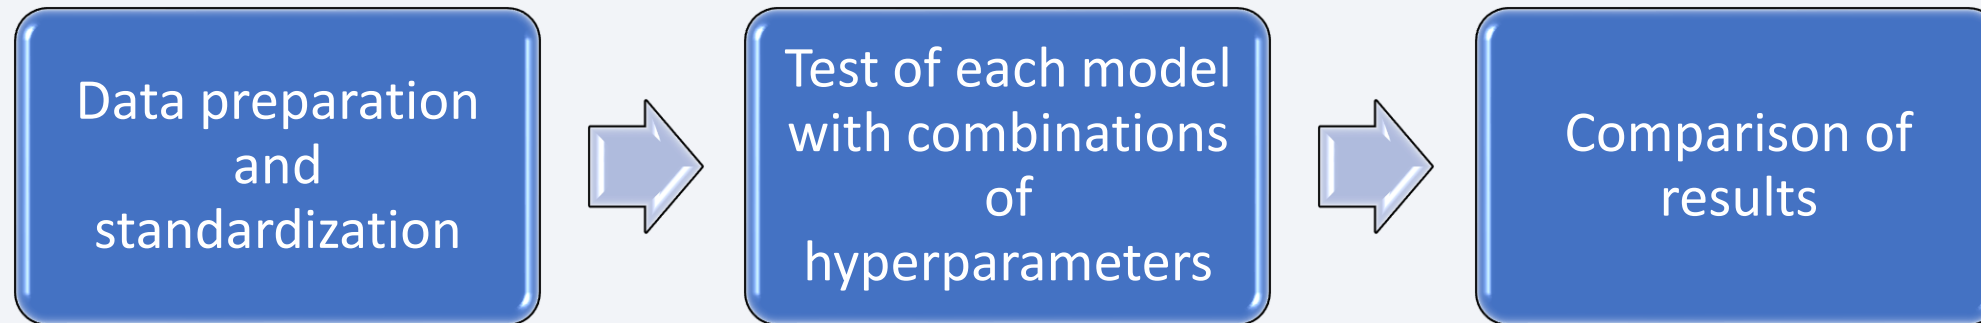 Data preparation
and
standardization
Test of each model
with combinations
of
hyperparameters
Comparison of
results